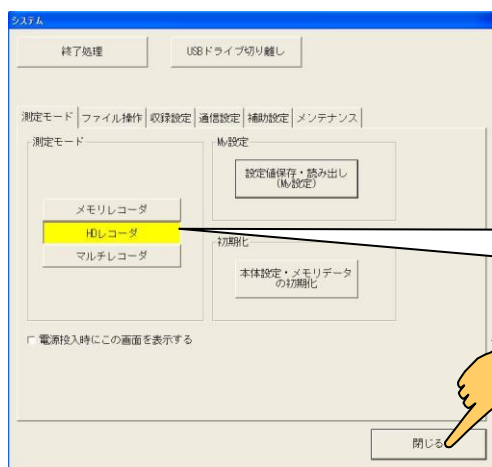 システム
終了処理
USBドライブ切り離し
測定モード
ファイル操作
収録設定
通信設定
補助設定
メンテナンス
測定モード
メモリレコーダ
HDレコーダ
マルチレコーダ
My設定
設定値保存・読み出し
(My設定)
初期化
本体設定・メモリデータ
の初期化
電源投入時にこの画面を表示する
閉じる